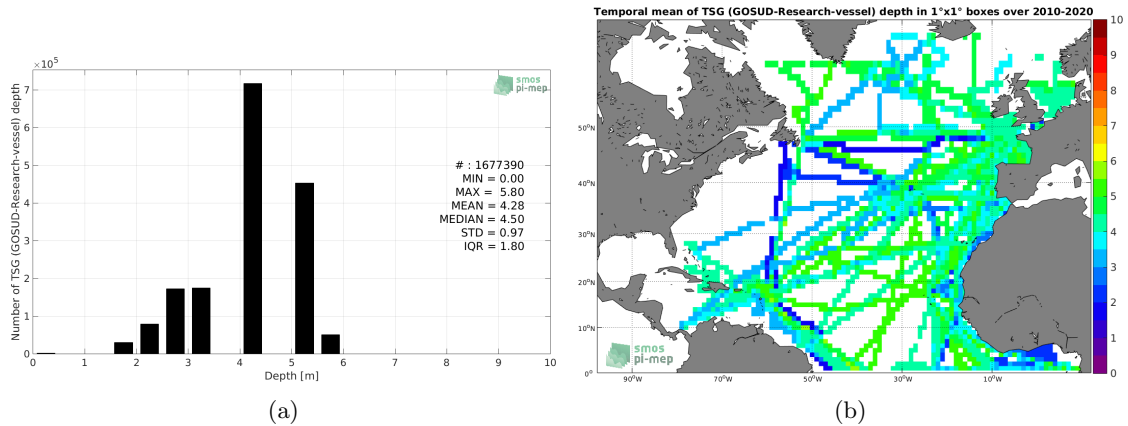 ×10^5
7
6
5
4
3
2
1
0
Number of TSG (GOSUD-Research-vessel) depth
smos
pi-mep
# : 1677390
MIN = 0.00
MAX = 5.80
MEAN = 4.28
MEDIAN = 4.50
STD = 0.97
IQR = 1.80
0 1 2 3 4 5 6 7 8 9 10
Depth [m]
(a)
Temporal mean of TSG (GOSUD-Research-vessel) depth in 1°x1° boxes over 2010-2020
50°N
40°N
30°N
20°N
10°N
0°
90°W 70°W 50°W 30°W 10°W
smos
pi-mep
10
9
8
7
6
5
4
3
2
1
0
(b)